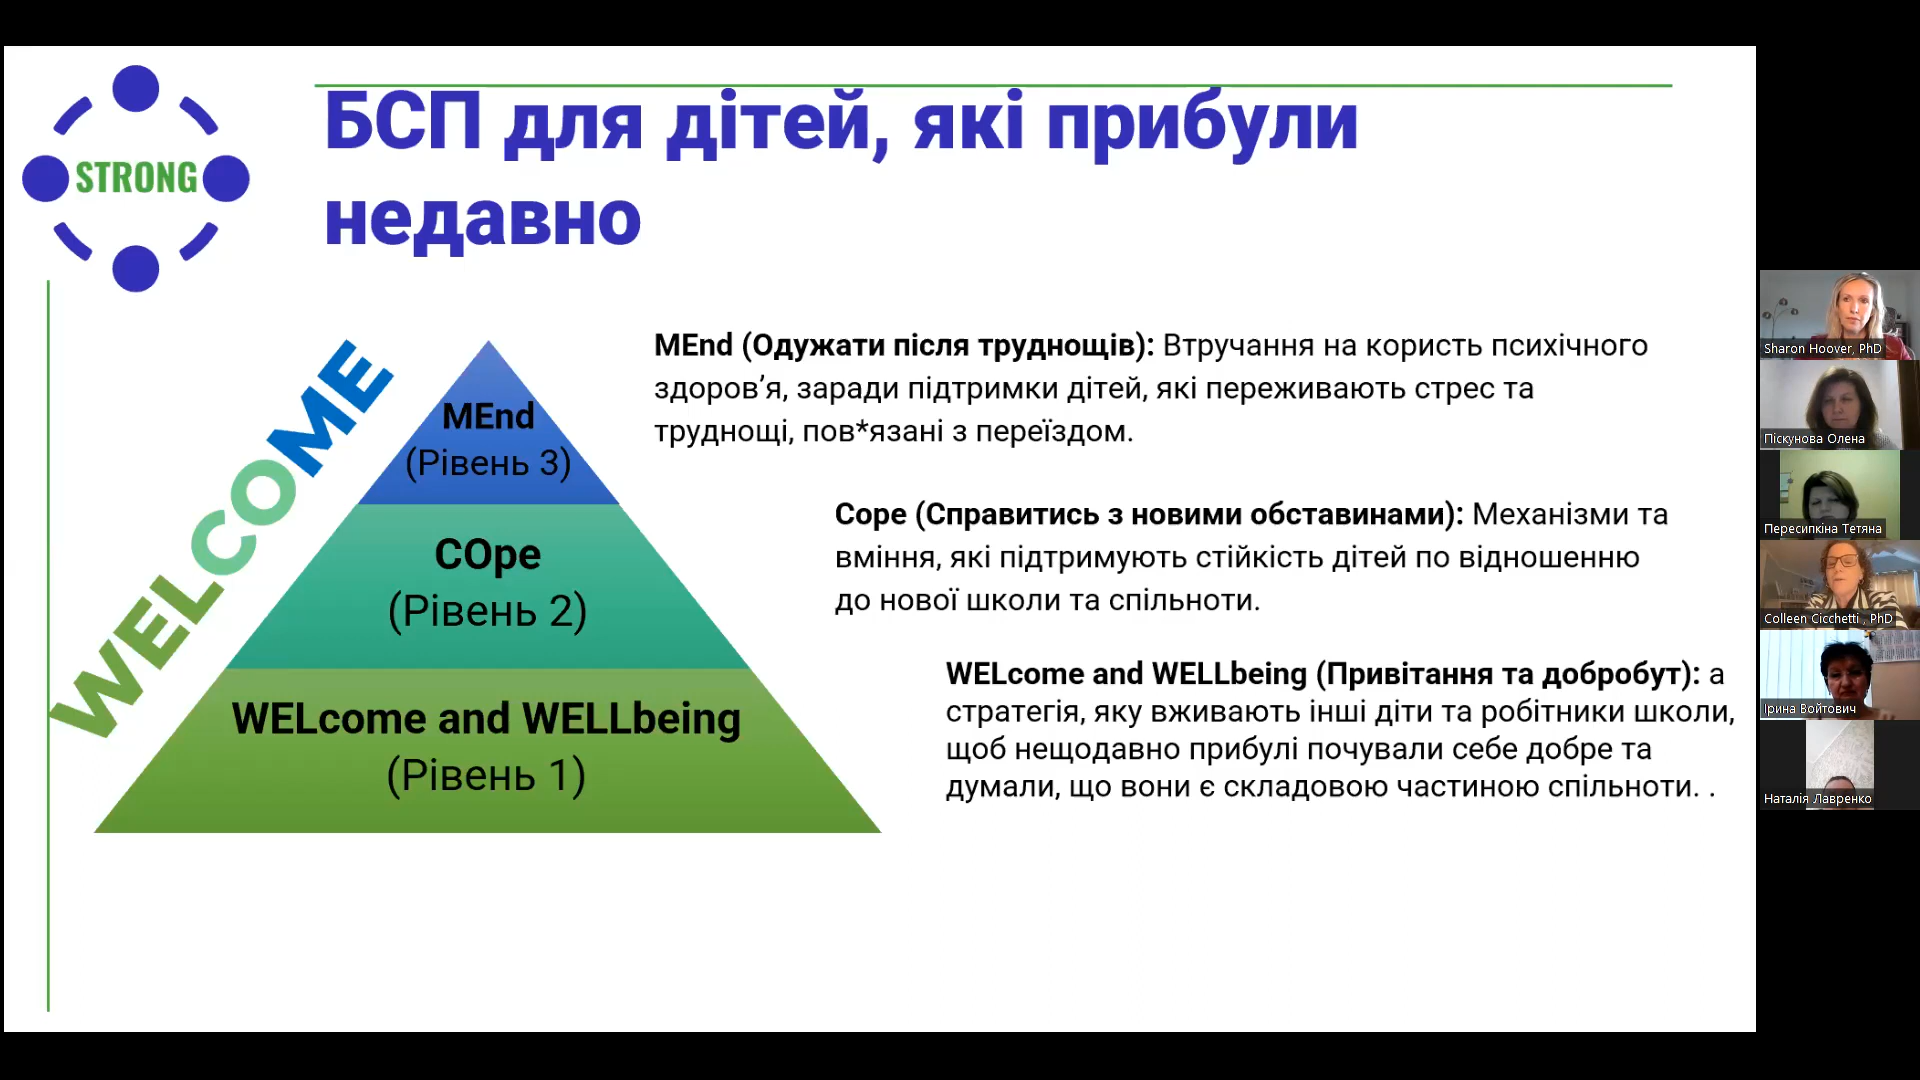 STRONG
БСП для дітей, які прибули
недавно
WELCOME
MEnd
(Рівень 3)
COpe
(Рівень 2)
WELcome and WELLbeing
(Рівень 1)
MEnd (Одужати після труднощів): Втручання на користь психічного
здоров’я, заради підтримки дітей, які переживають стрес та
труднощі, пов*язані з переїздом.
Cope (Справитись з новими обставинами): Механізми та
вміння, які підтримують стійкість дітей по відношенню
до нової школи та спільноти.
WELcome and WELLbeing (Привітання та добробут): а
стратегія, яку вживають інші діти та робітники школи,
щоб нещодавно прибулі почували себе добре та
думали, що вони є складовою частиною спільноти. .
Sharon Hoover, PhD
Піскунова Олена
Пересипкіна Тетяна
Colleen Cicchetti , PhD
Ірина Войтович
Наталія Лавренко